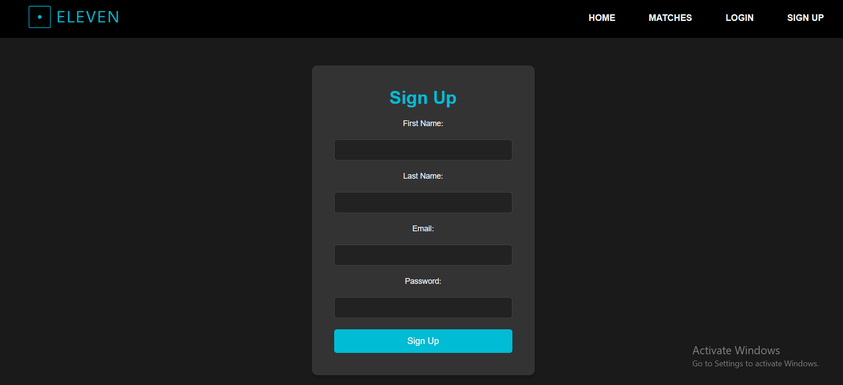 ELEVEN
HOME MATCHES LOGIN SIGN UP
Sign Up
First Name:
Last Name:
Email:
Password:
Sign Up
Activate Windows
Go to Settings to activate Windows.